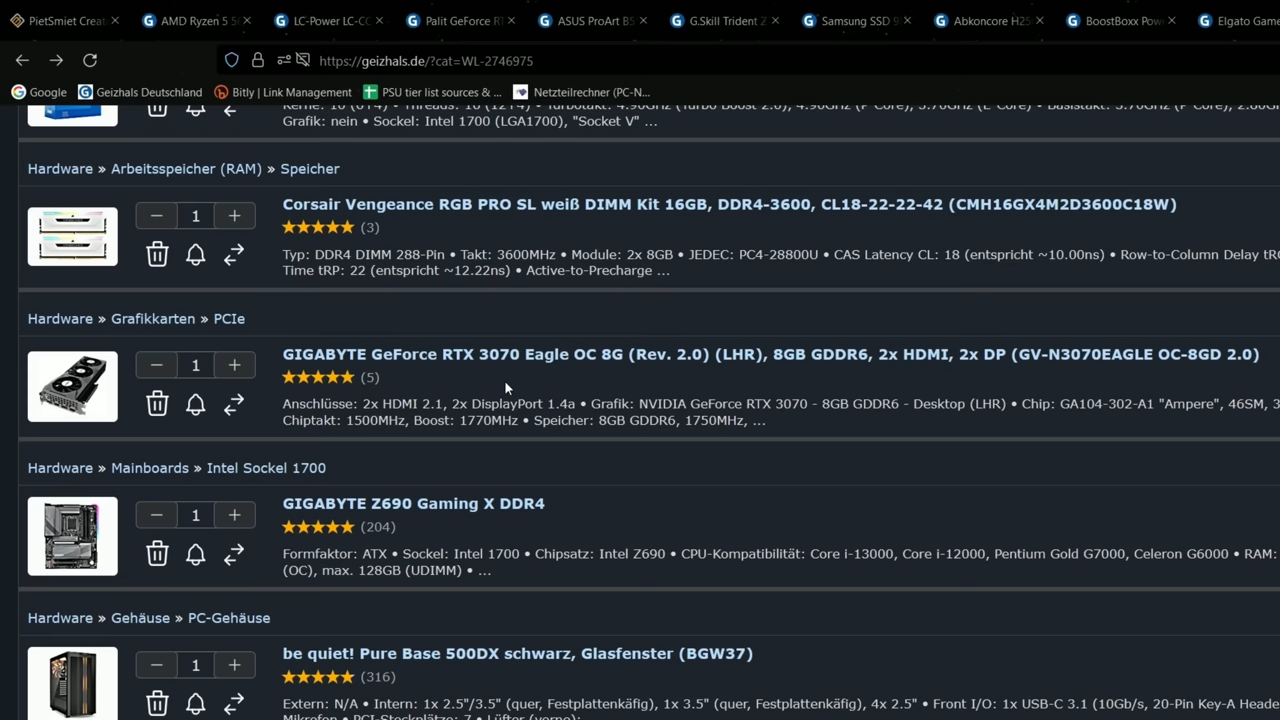 PietSmiet Creat
AMD Ryzen 5 5
LC-Power LC-CC
Palit GeForce RT
ASUS ProArt B5
G.Skill Trident Z
Samsung SSD 9
Abkoncore H25
BoostBoxx Pow
Elgato Game
https://geizhals.de/?cat=WL-2746975
Google
Geizhals Deutschland
Bitly | Link Management
PSU tier list sources & ...
Netzteilrechner (PC-N...
Grafik: nein • Sockel: Intel 1700 (LGA1700), "Socket V" ...
Hardware » Arbeitsspeicher (RAM) » Speicher
1
Corsair Vengeance RGB PRO SL weiß DIMM Kit 16GB, DDR4-3600, CL18-22-22-42 (CMH16GX4M2D3600C18W)
(3)
Typ: DDR4 DIMM 288-Pin • Takt: 3600MHz • Module: 2x 8GB • JEDEC: PC4-28800U • CAS Latency CL: 18 (entspricht ~10.00ns) • Row-to-Column Delay tR
Time tRP: 22 (entspricht ~12.22ns) • Active-to-Precharge ...
Hardware » Grafikkarten » PCIe
1
GIGABYTE GeForce RTX 3070 Eagle OC 8G (Rev. 2.0) (LHR), 8GB GDDR6, 2x HDMI, 2x DP (GV-N3070EAGLE OC-8GD 2.0)
(5)
Anschlüsse: 2x HDMI 2.1, 2x DisplayPort 1.4a • Grafik: NVIDIA GeForce RTX 3070 - 8GB GDDR6 - Desktop (LHR) • Chip: GA104-302-A1 "Ampere", 46SM, 3
Chiptakt: 1500MHz, Boost: 1770MHz • Speicher: 8GB GDDR6, 1750MHz, ...
Hardware » Mainboards » Intel Sockel 1700
1
GIGABYTE Z690 Gaming X DDR4
(204)
Formfaktor: ATX • Sockel: Intel 1700 • Chipsatz: Intel Z690 • CPU-Kompatibilität: Core i-13000, Core i-12000, Pentium Gold G7000, Celeron G6000 • RAM:
(OC), max. 128GB (UDIMM) • ...
Hardware » Gehäuse » PC-Gehäuse
1
be quiet! Pure Base 500DX schwarz, Glasfenster (BGW37)
(316)
Extern: N/A • Intern: 1x 2.5"/3.5" (quer, Festplattenkäfig), 1x 3.5" (quer, Festplattenkäfig), 4x 2.5" • Front I/O: 1x USB-C 3.1 (10Gb/s, 20-Pin Key-A Heade
Mikrofon • PCI-Steckplätze: 7 • Lüfter (vorne):